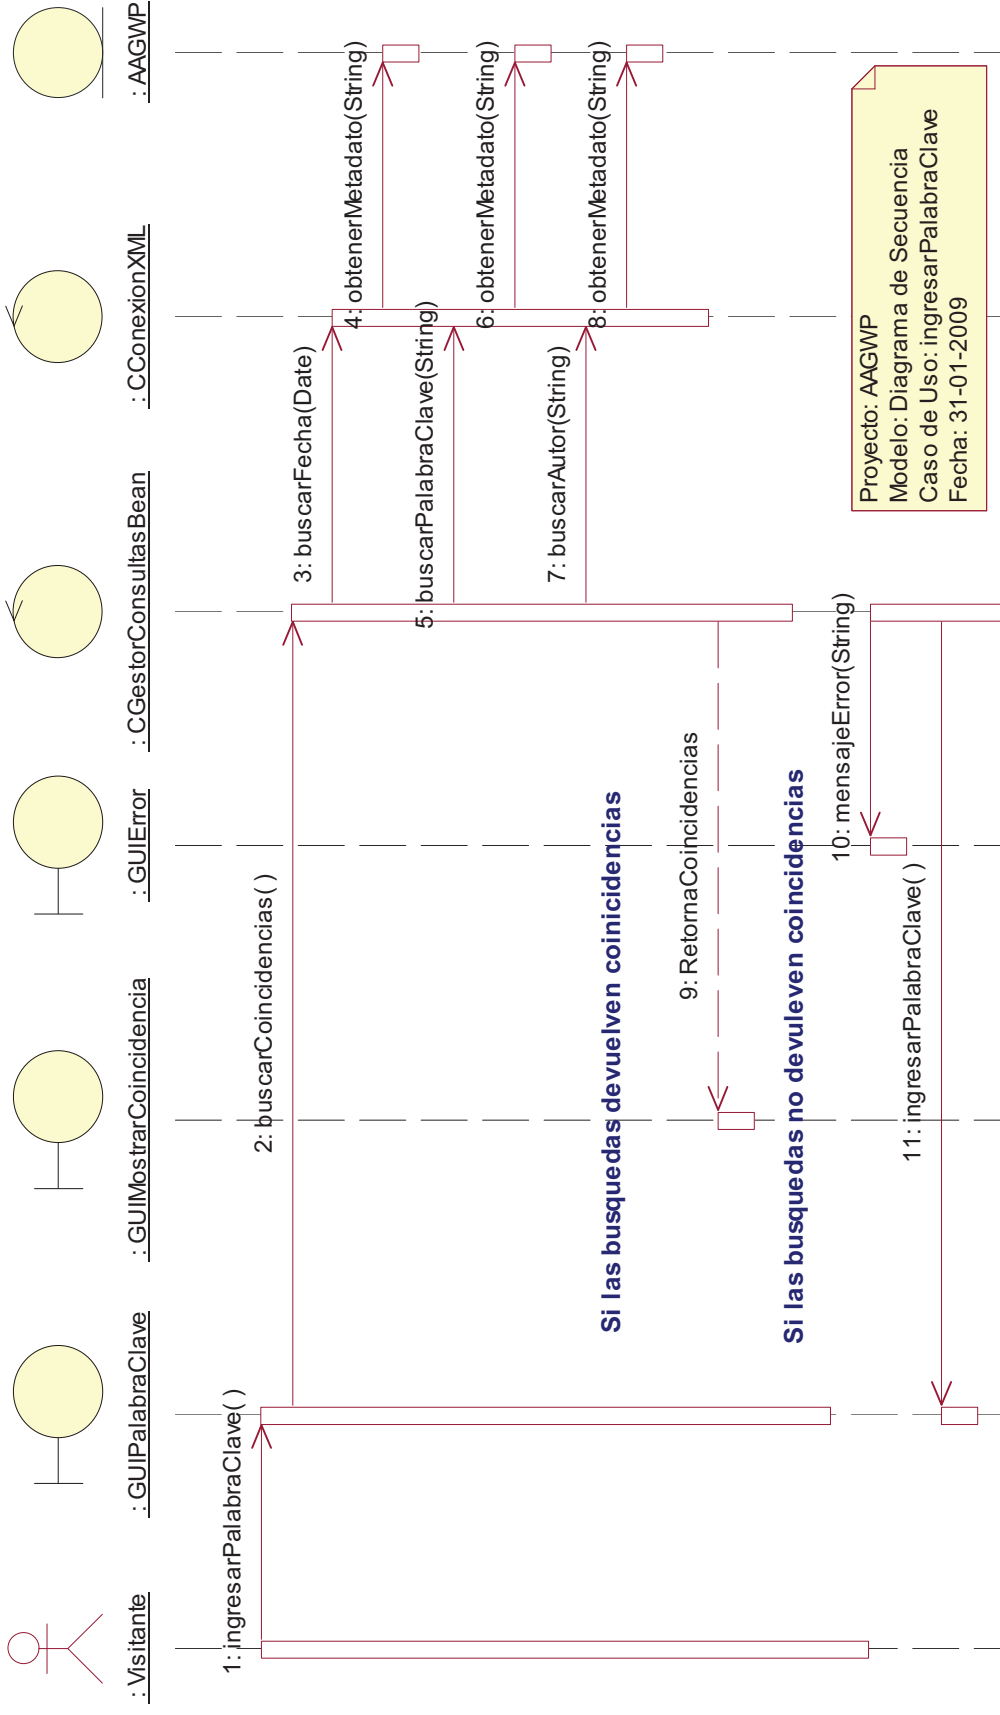 : Visitante
: GUIPalabraClave
: GUIMostrarCoincidencia
: GUIError
: CGestorConsultasBean
: CConexionXML
: AAGWP
1: ingresarPalabraClave( )
2: buscarCoincidencias( )
3: buscarFecha(Date)
4: obtenerMetadato(String)
5: buscarPalabraClave(String)
6: obtenerMetadato(String)
7: buscarAutor(String)
8: obtenerMetadato(String)
Si las busquedas devuelven coinicidencias
9: RetornaCoincidencias
Si las busquedas no devuleven coincidencias
10: mensajeError(String)
11: ingresarPalabraClave( )
Proyecto: AAGWP
Modelo: Diagrama de Secuencia
Caso de Uso: ingresarPalabraClave
Fecha: 31-01-2009